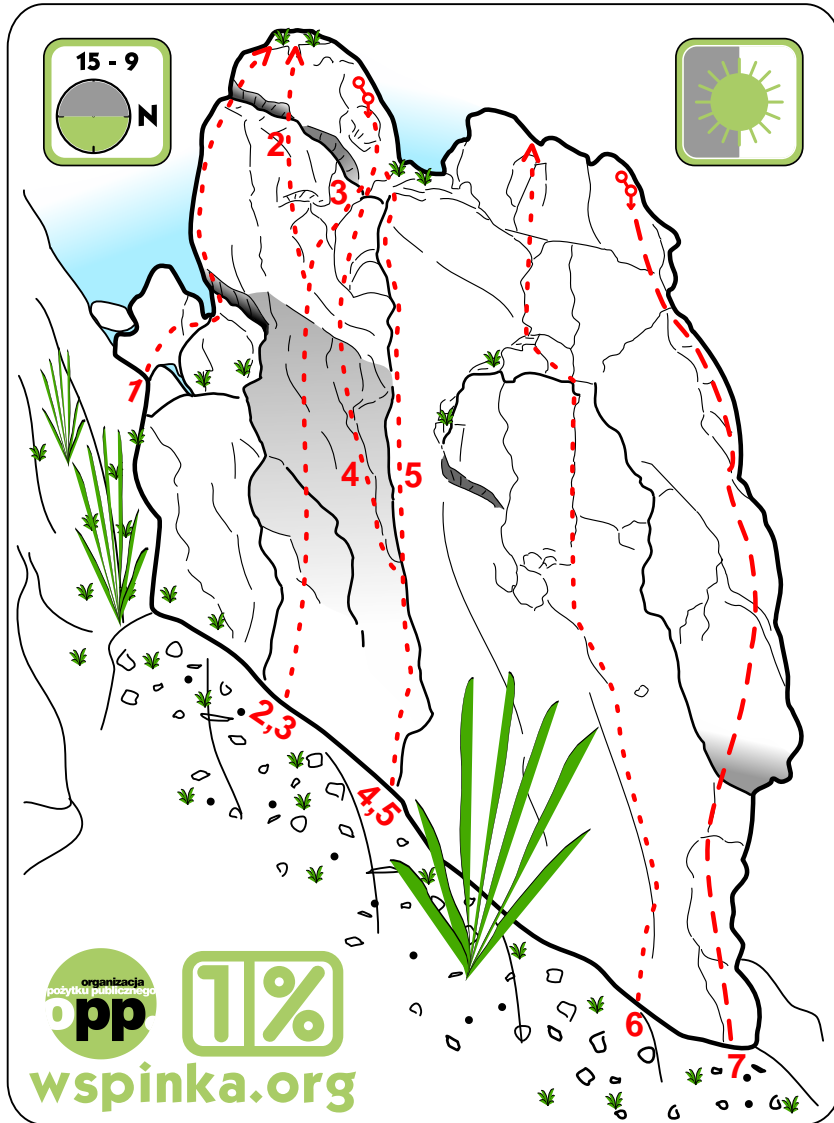 15 - 9
N
2
3
1
4
5
2,3
4,5
6
7
organizacja
pożytku publicznego
opp
1%
wspinka.org